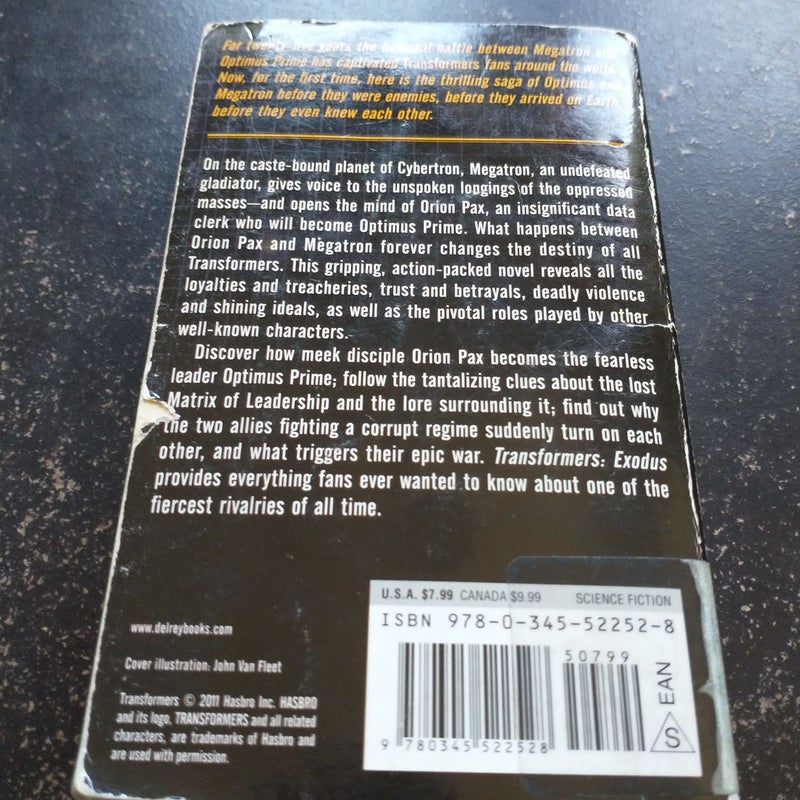 For twenty-five years the colossal battle between Megatron and
Optimus Prime has captivated Transformers fans around the world.
Now, for the first time, here is the thrilling saga of Optimus and
Megatron before they were enemies, before they arrived on Earth,
before they even knew each other.
On the caste-bound planet of Cybertron, Megatron, an undefeated
gladiator, gives voice to the unspoken longings of the oppressed
masses—and opens the mind of Orion Pax, an insignificant data
clerk who will become Optimus Prime. What happens between
Orion Pax and Megatron forever changes the destiny of all
Transformers. This gripping, action-packed novel reveals all the
loyalties and treacheries, trust and betrayals, deadly violence
and shining ideals, as well as the pivotal roles played by other
well-known characters.
Discover how meek disciple Orion Pax becomes the fearless
leader Optimus Prime; follow the tantalizing clues about the lost
Matrix of Leadership and the lore surrounding it; find out why
the two allies fighting a corrupt regime suddenly turn on each
other, and what triggers their epic war. Transformers: Exodus
provides everything fans ever wanted to know about one of the
fiercest rivalries of all time.
U.S.A. $7.99 CANADA $9.99 SCIENCE FICTION
ISBN 978-0-345-52252-8
50799
EAN
S
9 780345 522528
www.delreybooks.com
Cover illustration: John Van Fleet
Transformers © 2011 Hasbro Inc. HASBRO
and its logo, TRANSFORMERS and all related
characters, are trademarks of Hasbro and
are used with permission.